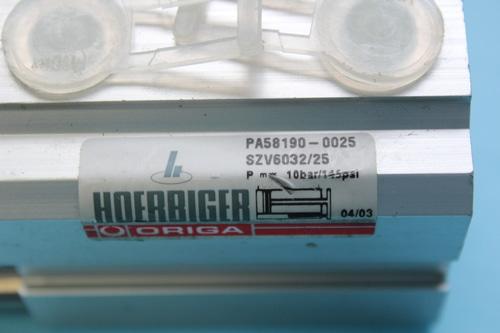 PA58190-0025
SZV6032/25
P max 10bar/145psi
HOERBIGER
04/03
ORIGA